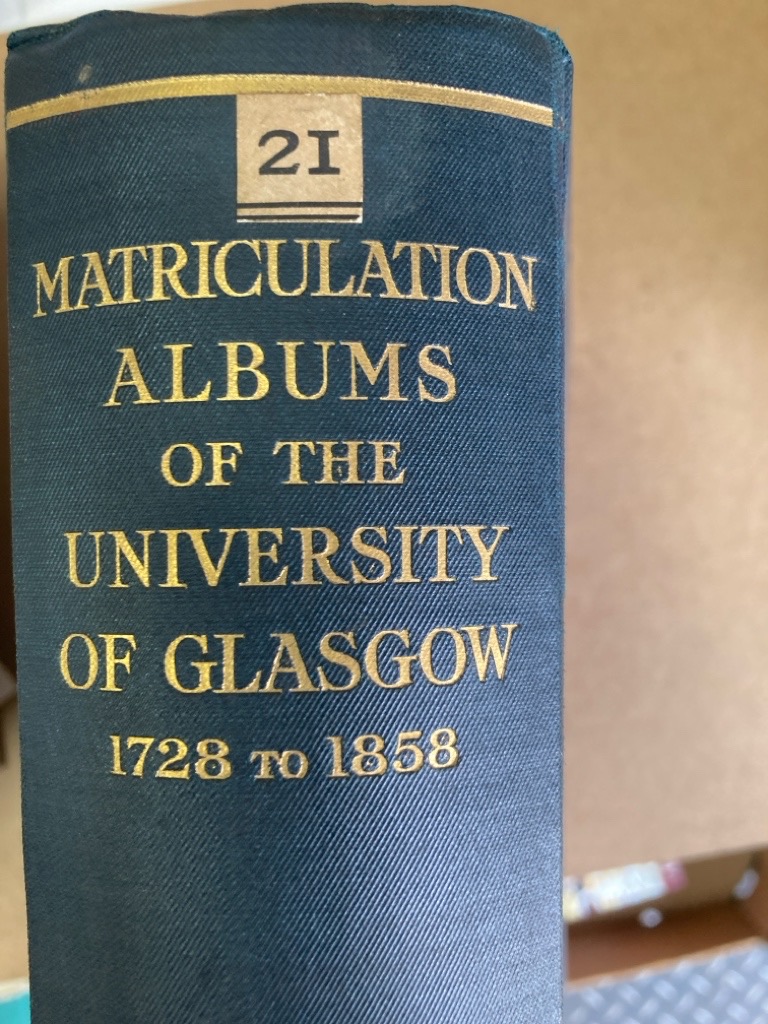 21
MATRICULATION
ALBUMS
OF THE
UNIVERSITY
OF GLASGOW
1728 TO 1858